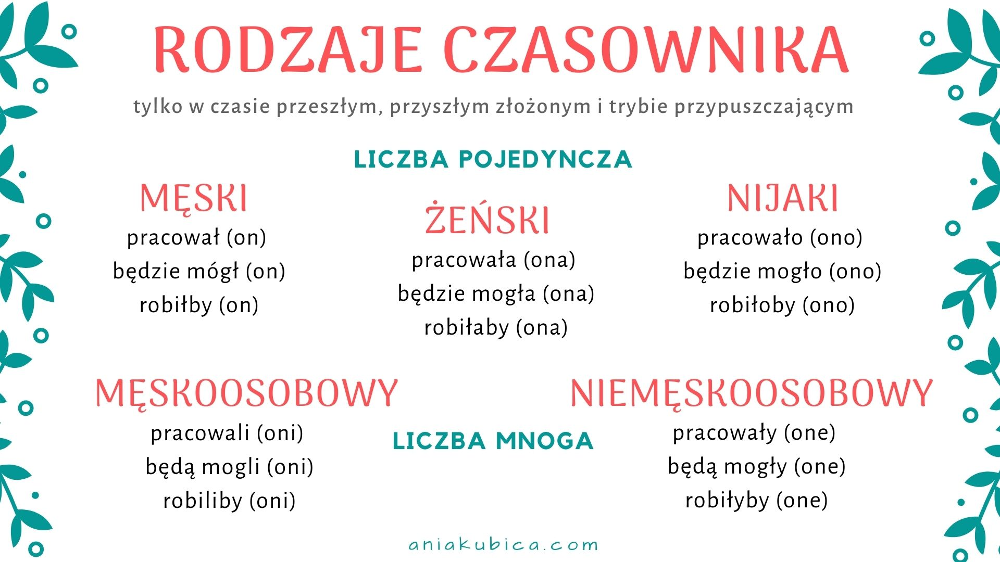 RODZAJE CZASOWNIKA
tylko w czasie przeszłym, przyszłym złożonym i trybie przypuszczającym
LICZBA POJEDYNCZA
MĘSKI
pracował (on)
będzie mógł (on)
robiłby (on)
ŻEŃSKI
pracowała (ona)
będzie mogła (ona)
robiłaby (ona)
NIJAKI
pracowało (ono)
będzie mogło (ono)
robiłoby (ono)
MĘSKOOSOBOWY
pracowali (oni)
będą mogli (oni)
robiliby (oni)
LICZBA MNOGA
NIEMĘSKOOSOBOWY
pracowały (one)
będą mogły (one)
robiłyby (one)
aniakubica.com